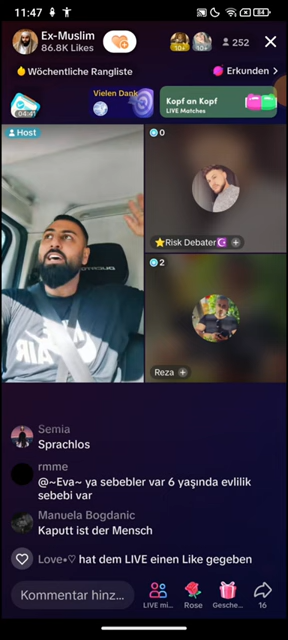 11:47
84
Ex-Muslim
86.8K Likes
10+
10+
252
Wöchentliche Rangliste
Erkunden
04:41
Vielen Dank
Kopf an Kopf
LIVE Matches
Host
0
Risk Debater
2
Reza
Semia
Sprachlos
rmme
@~Eva~ ya sebebler var 6 yaşında evlilik
sebebi var
Manuela Bogdanic
Kaputt ist der Mensch
Love• hat dem LIVE einen Like gegeben
Kommentar hinz...
LIVE mi...
Rose
Gesche...
16